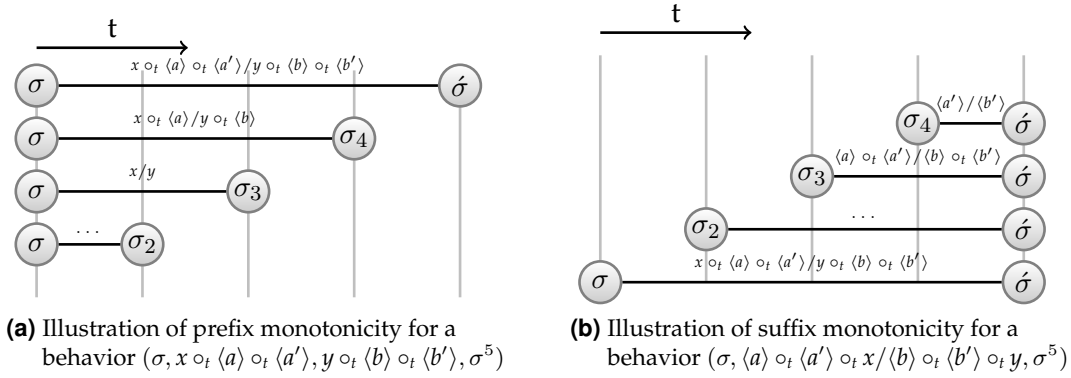 t
x ∘ₜ ⟨a⟩ ∘ₜ ⟨a′⟩/y ∘ₜ ⟨b⟩ ∘ₜ ⟨b′⟩
σ σ́
x ∘ₜ ⟨a⟩/y ∘ₜ ⟨b⟩
σ σ₄
x/y
σ σ₃
...
σ σ₂
(a) Illustration of prefix monotonicity for a
behavior (σ, x ∘ₜ ⟨a⟩ ∘ₜ ⟨a′⟩, y ∘ₜ ⟨b⟩ ∘ₜ ⟨b′⟩, σ⁵)
t
⟨a′⟩/⟨b′⟩
σ₄ σ́
⟨a⟩ ∘ₜ ⟨a′⟩/⟨b⟩ ∘ₜ ⟨b′⟩
σ₃ σ́
...
σ₂ σ́
x ∘ₜ ⟨a⟩ ∘ₜ ⟨a′⟩/y ∘ₜ ⟨b⟩ ∘ₜ ⟨b′⟩
σ σ́
(b) Illustration of suffix monotonicity for a
behavior (σ, ⟨a⟩ ∘ₜ ⟨a′⟩ ∘ₜ x/⟨b⟩ ∘ₜ ⟨b′⟩ ∘ₜ y, σ⁵)